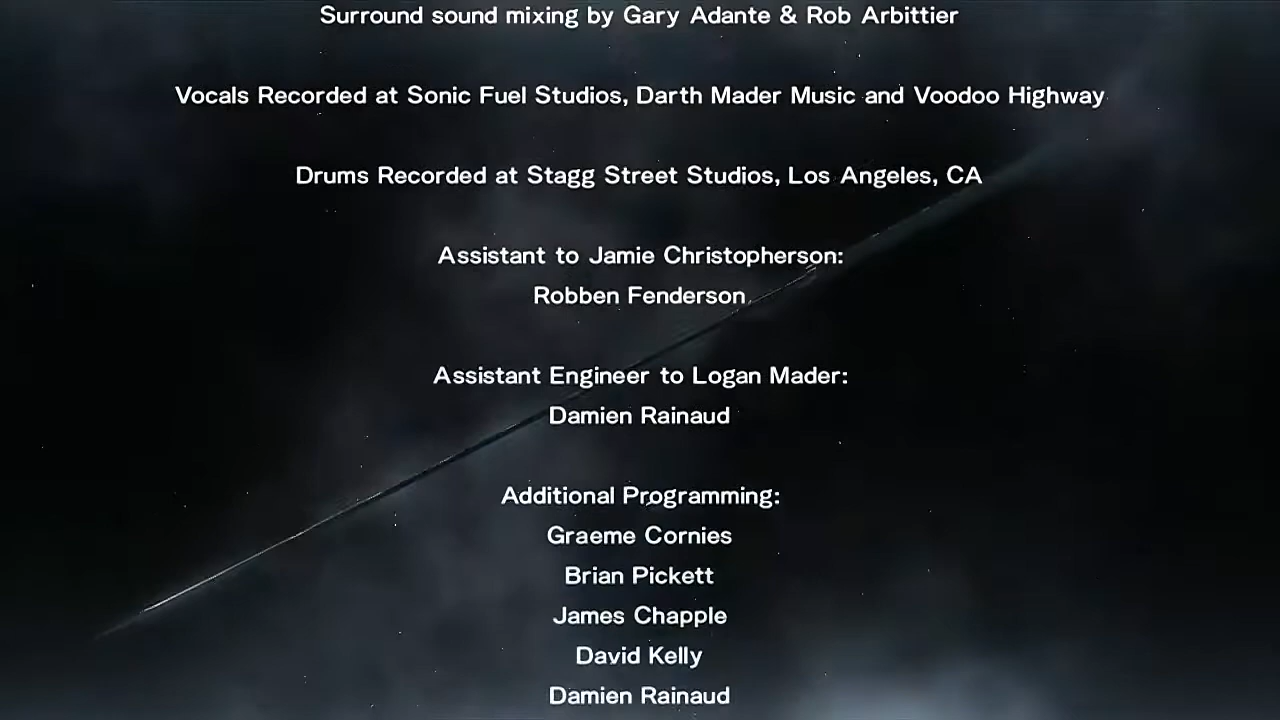 Surround sound mixing by Gary Adante & Rob Arbittier
Vocals Recorded at Sonic Fuel Studios, Darth Mader Music and Voodoo Highway
Drums Recorded at Stagg Street Studios, Los Angeles, CA
Assistant to Jamie Christopherson:
Robben Fenderson
Assistant Engineer to Logan Mader:
Damien Rainaud
Additional Programming:
Graeme Cornies
Brian Pickett
James Chapple
David Kelly
Damien Rainaud